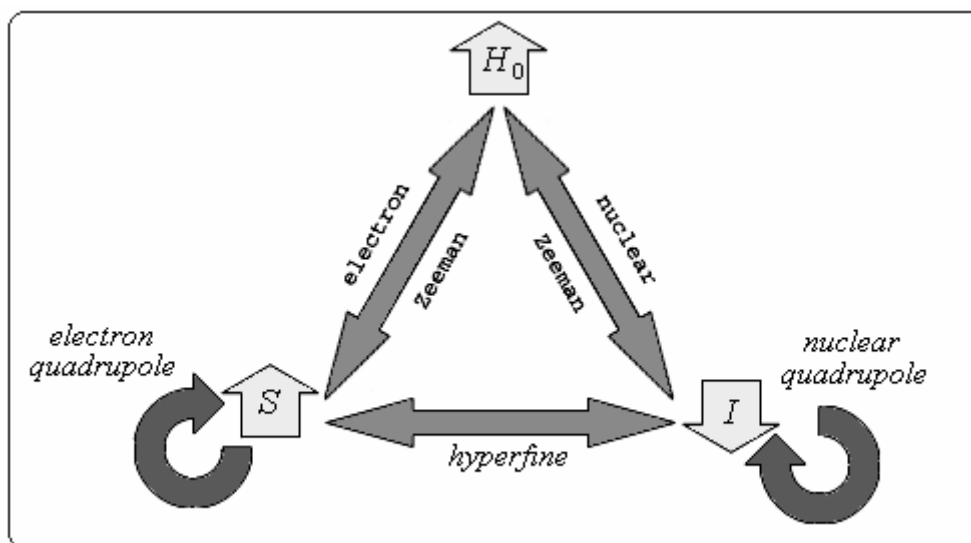 H₀
electron
Zeeman
nuclear
Zeeman
electron
quadrupole
nuclear
quadrupole
S
I
hyperfine